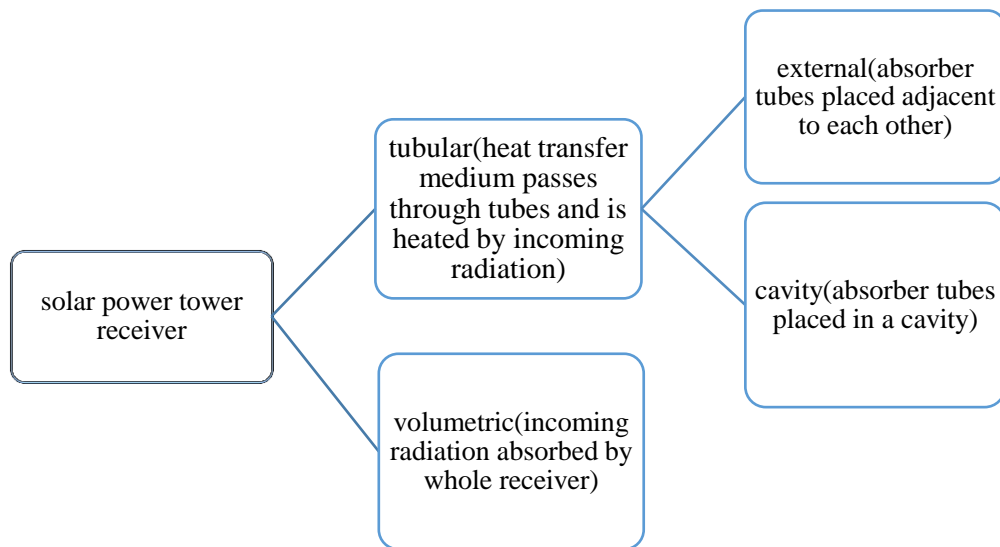 solar power tower
receiver
tubular(heat transfer
medium passes
through tubes and is
heated by incoming
radiation)
volumetric(incoming
radiation absorbed by
whole receiver)
external(absorber
tubes placed adjacent
to each other)
cavity(absorber tubes
placed in a cavity)